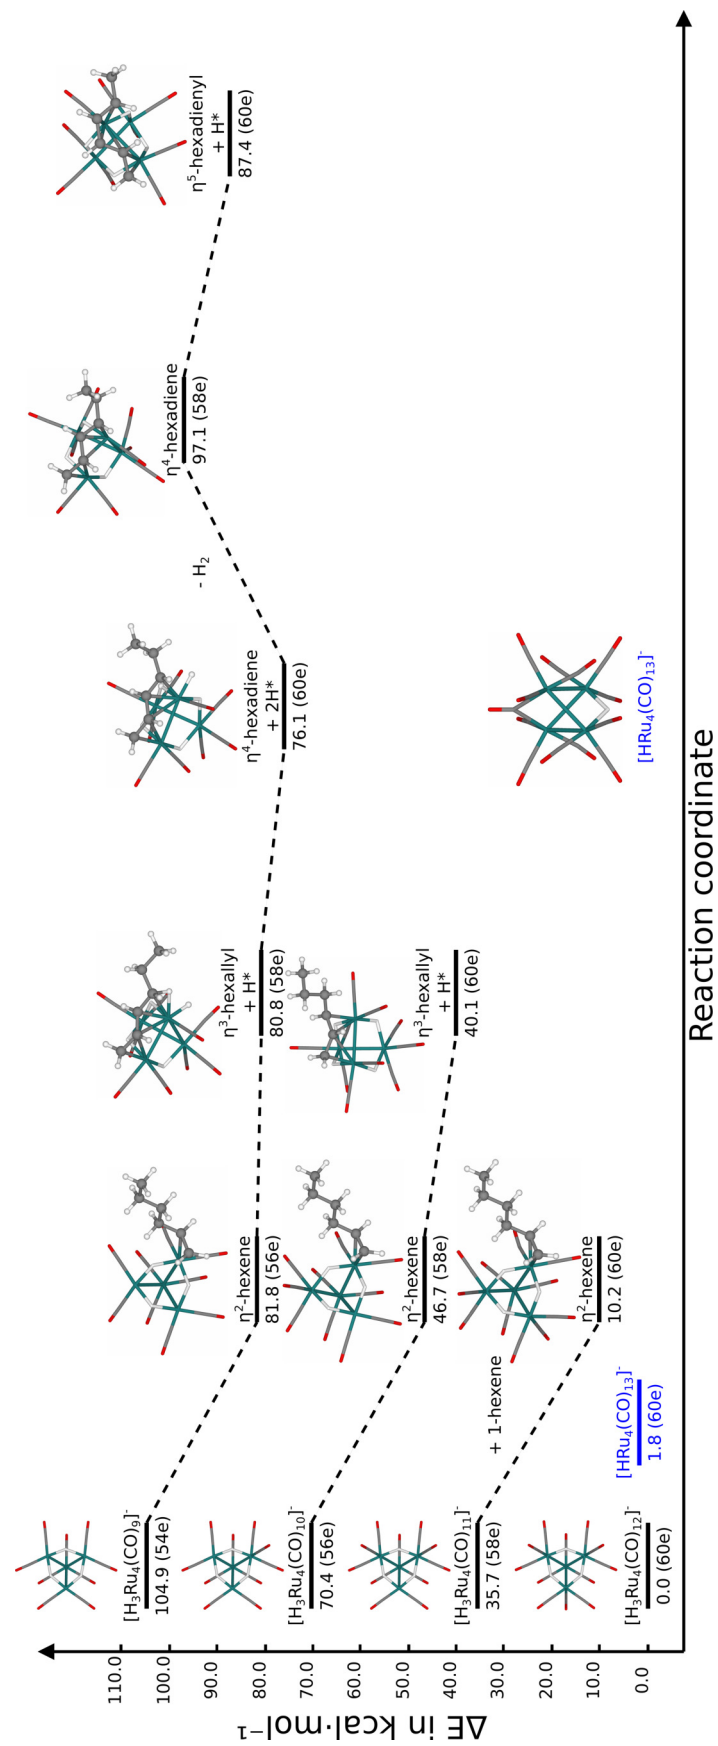 ΔE in kcal·mol⁻¹
110.0
100.0
90.0
80.0
70.0
60.0
50.0
40.0
30.0
20.0
10.0
0.0
Reaction coordinate
[H₃Ru₄(CO)₉]⁻
104.9 (54e)
[H₃Ru₄(CO)₁₀]⁻
70.4 (56e)
[H₃Ru₄(CO)₁₁]⁻
35.7 (58e)
[H₃Ru₄(CO)₁₂]⁻
0.0 (60e)
[HRu₄(CO)₁₃]⁻
1.8 (60e)
+ 1-hexene
η²-hexene
81.8 (56e)
η²-hexene
46.7 (58e)
η²-hexene
10.2 (60e)
η³-hexallyl
+ H*
80.8 (58e)
η³-hexallyl
+ H*
40.1 (60e)
η⁴-hexadiene
+ 2H*
76.1 (60e)
[HRu₄(CO)₁₃]⁻
- H₂
η⁴-hexadiene
97.1 (58e)
η⁵-hexadienyl
+ H*
87.4 (60e)